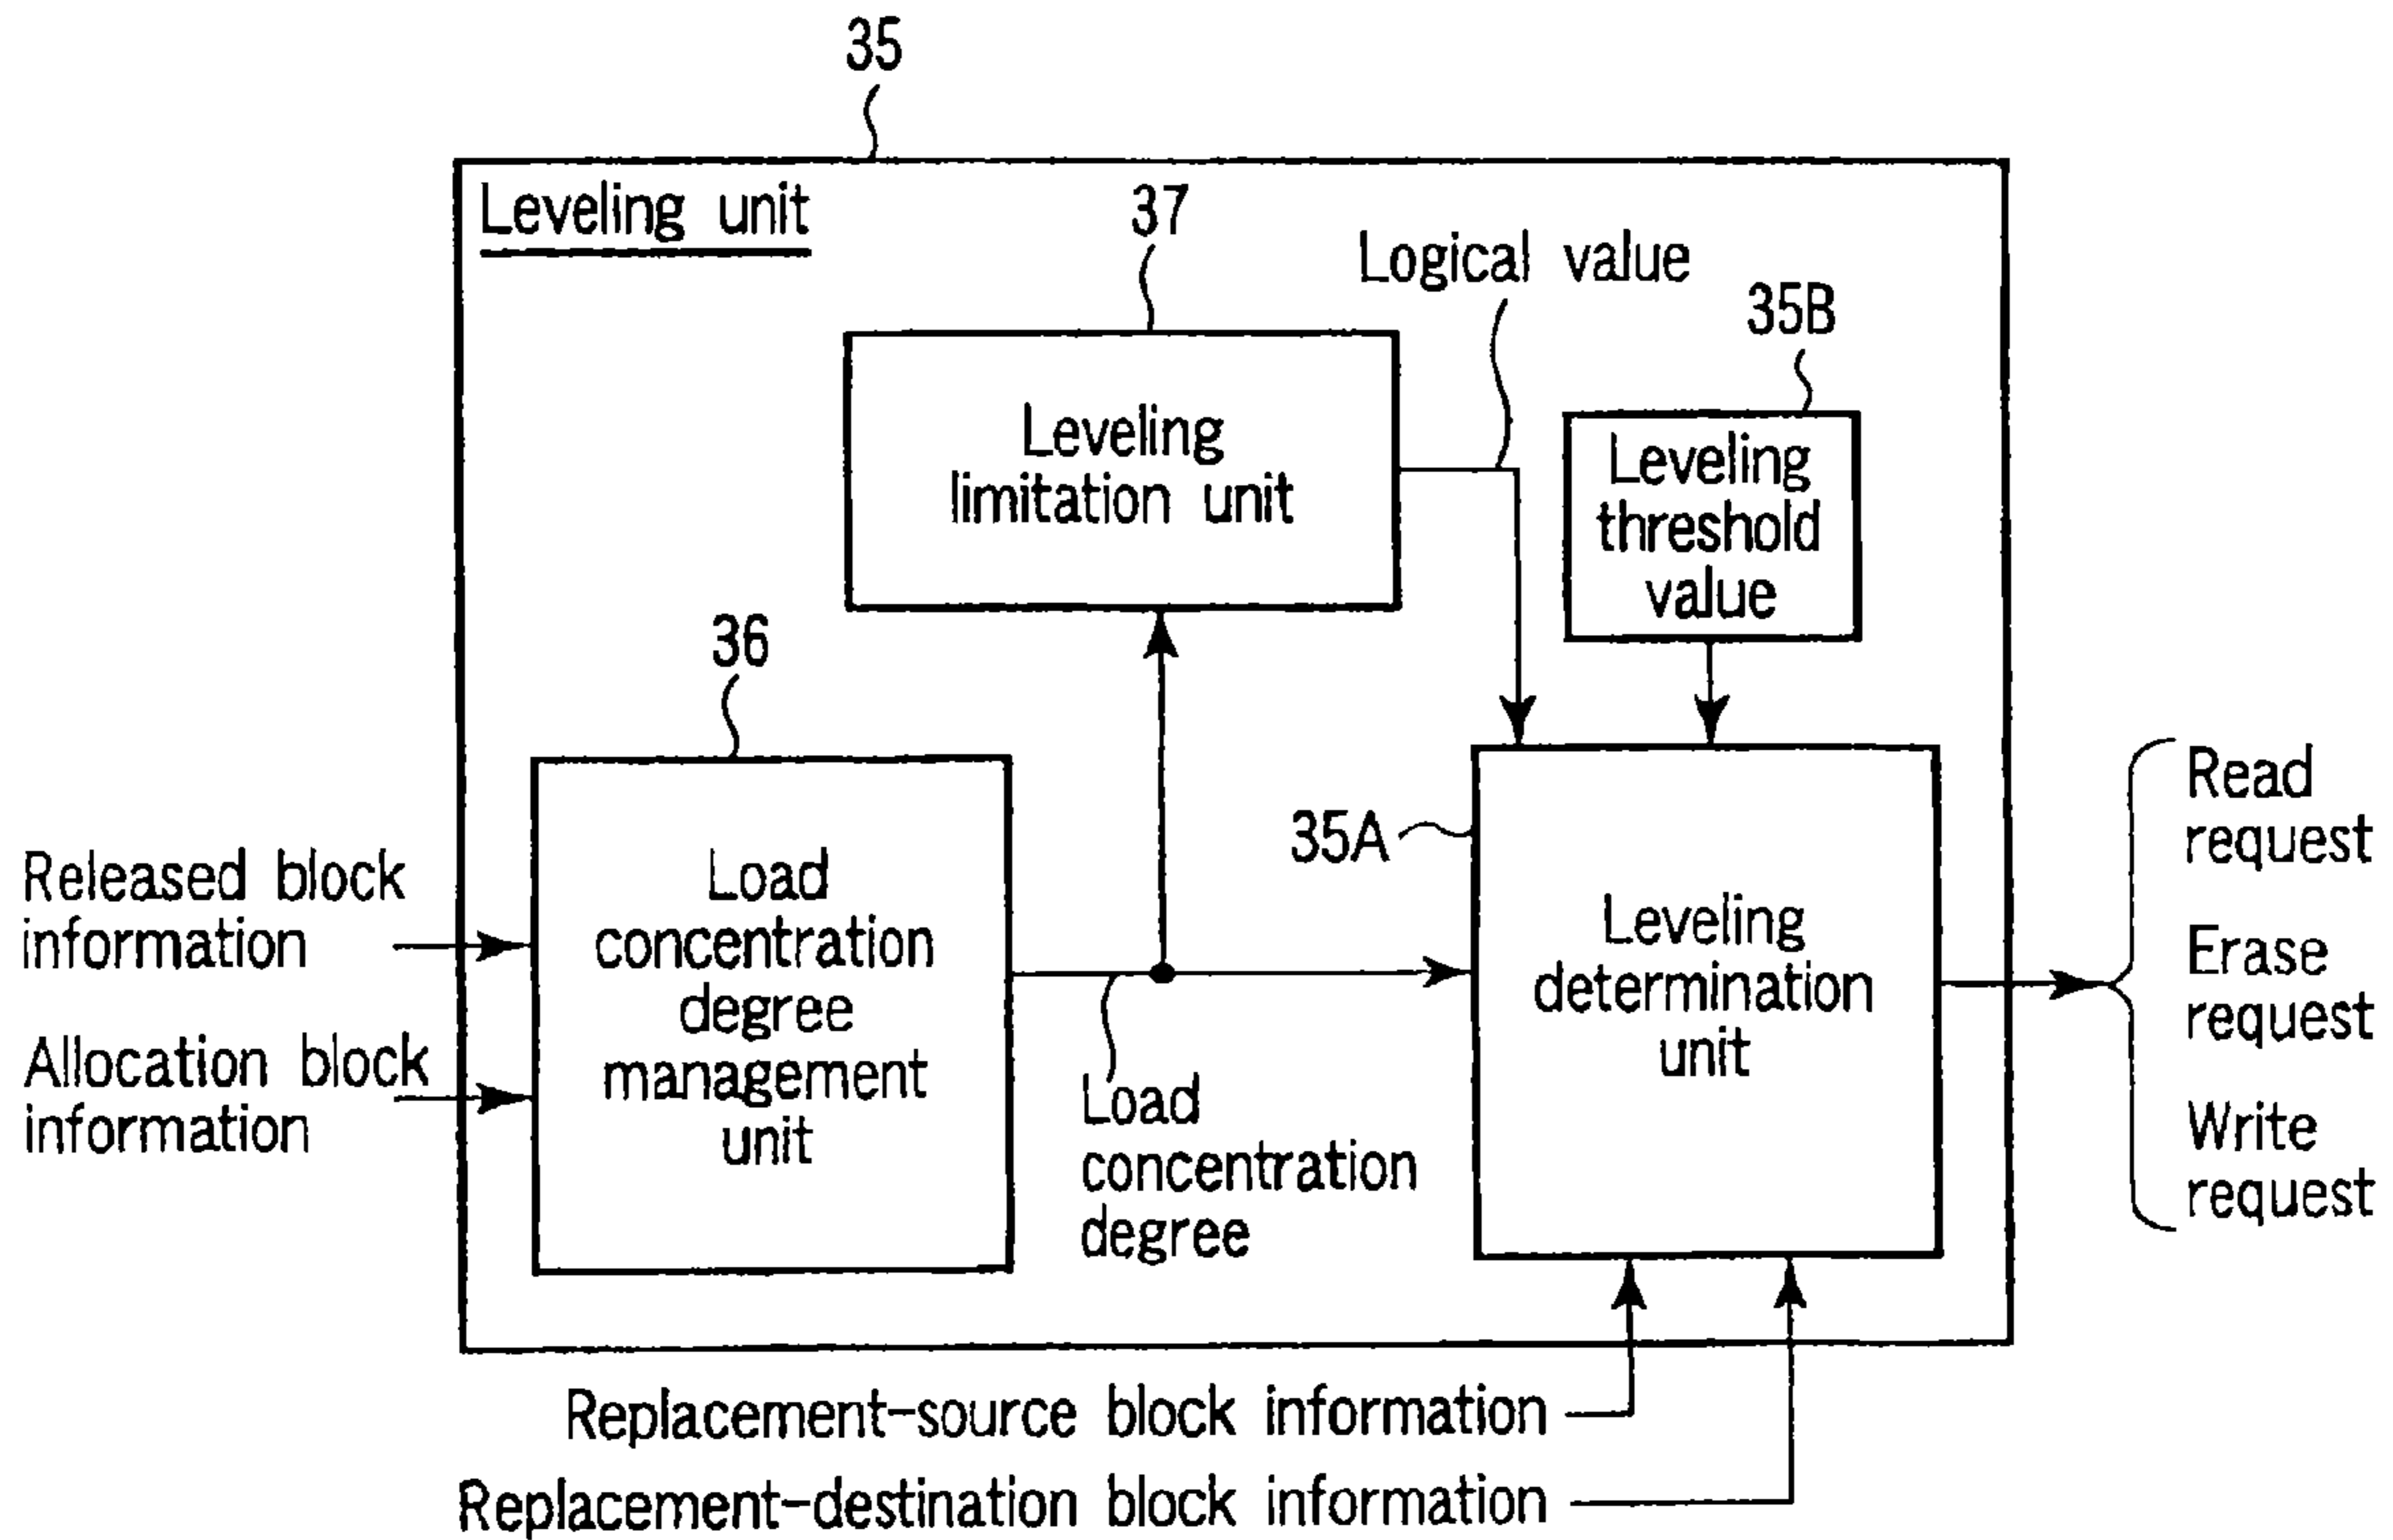 35
Leveling unit
37
Logical value
35B
Leveling
limitation unit
Leveling
threshold
value
36
35A
Load
concentration
degree
management
unit
Released block
information
Allocation block
information
Load
concentration
degree
Leveling
determination
unit
Read
request
Erase
request
Write
request
Replacement-source block information
Replacement-destination block information